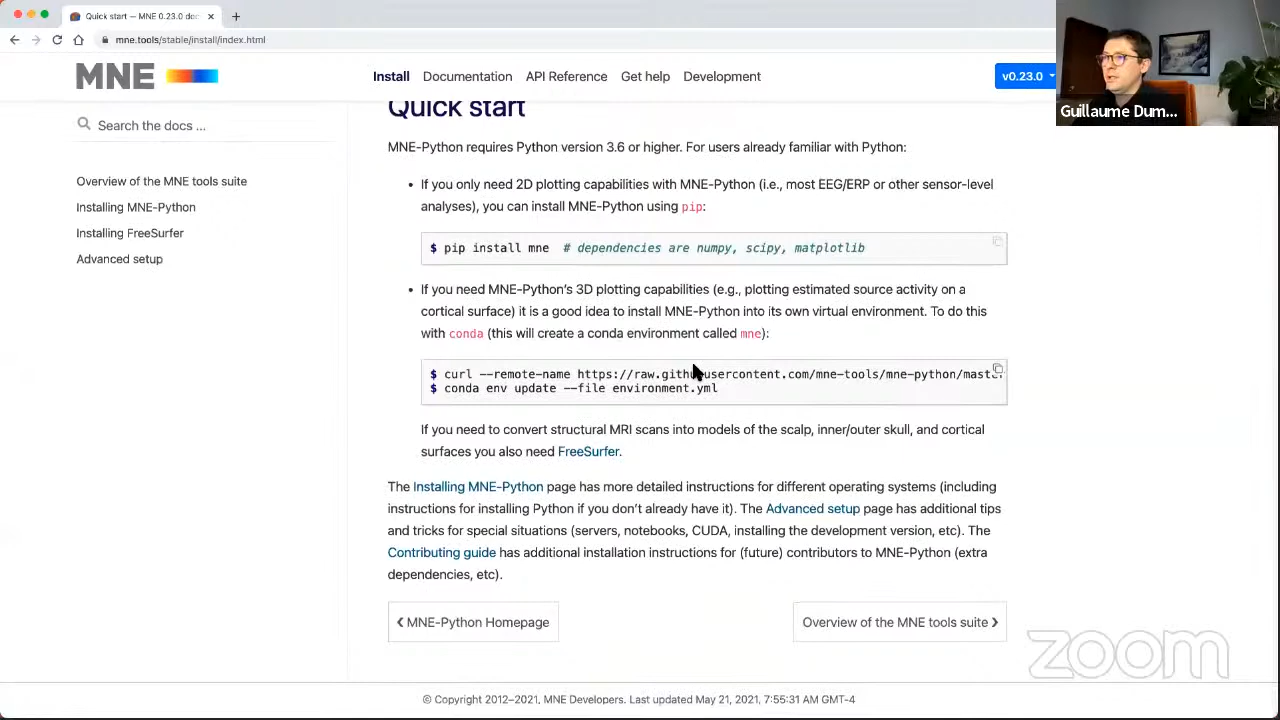 Quick start — MNE 0.23.0 doc
mne.tools/stable/install/index.html
MNE
Install
Documentation
API Reference
Get help
Development
v0.23.0
Guillaume Dum...
Search the docs ...
Overview of the MNE tools suite
Installing MNE-Python
Installing FreeSurfer
Advanced setup
Quick start
MNE-Python requires Python version 3.6 or higher. For users already familiar with Python:
• If you only need 2D plotting capabilities with MNE-Python (i.e., most EEG/ERP or other sensor-level
analyses), you can install MNE-Python using pip:
$ pip install mne # dependencies are numpy, scipy, matplotlib
• If you need MNE-Python's 3D plotting capabilities (e.g., plotting estimated source activity on a
cortical surface) it is a good idea to install MNE-Python into its own virtual environment. To do this
with conda (this will create a conda environment called mne):
$ curl --remote-name https://raw.githubusercontent.com/mne-tools/mne-python/maste
$ conda env update --file environment.yml
If you need to convert structural MRI scans into models of the scalp, inner/outer skull, and cortical
surfaces you also need FreeSurfer.
The Installing MNE-Python page has more detailed instructions for different operating systems (including
instructions for installing Python if you don't already have it). The Advanced setup page has additional tips
and tricks for special situations (servers, notebooks, CUDA, installing the development version, etc). The
Contributing guide has additional installation instructions for (future) contributors to MNE-Python (extra
dependencies, etc).
MNE-Python Homepage
Overview of the MNE tools suite
zoom
© Copyright 2012–2021, MNE Developers. Last updated May 21, 2021, 7:55:31 AM GMT-4